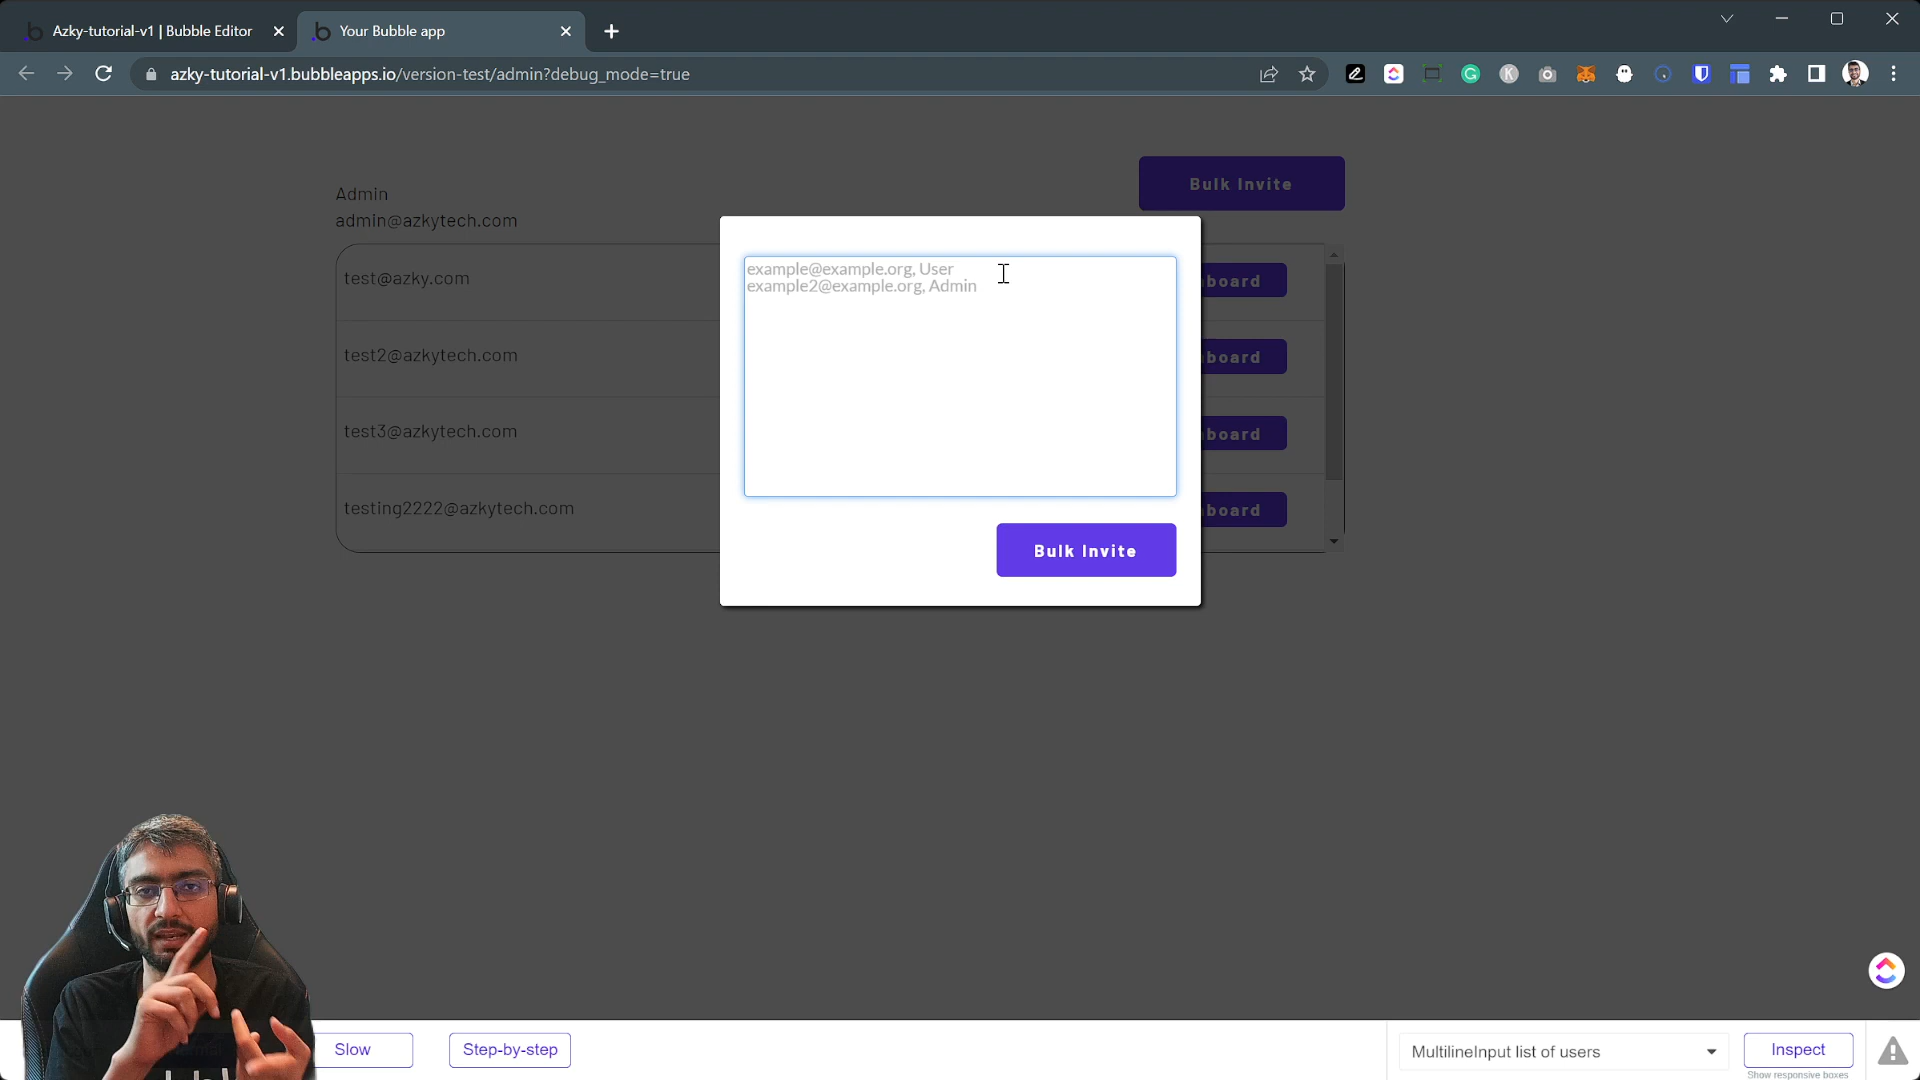 Azky-tutorial-v1 | Bubble Editor
Your Bubble app
azky-tutorial-v1.bubbleapps.io/version-test/admin?debug_mode=true
Bulk Invite
Admin
admin@azkytech.com
test@azky.com
board
test2@azkytech.com
board
test3@azkytech.com
board
testing2222@azkytech.com
board
example@example.org, User
example2@example.org, Admin
Bulk Invite
Slow
Step-by-step
MultilineInput list of users
Inspect
Show responsive boxes